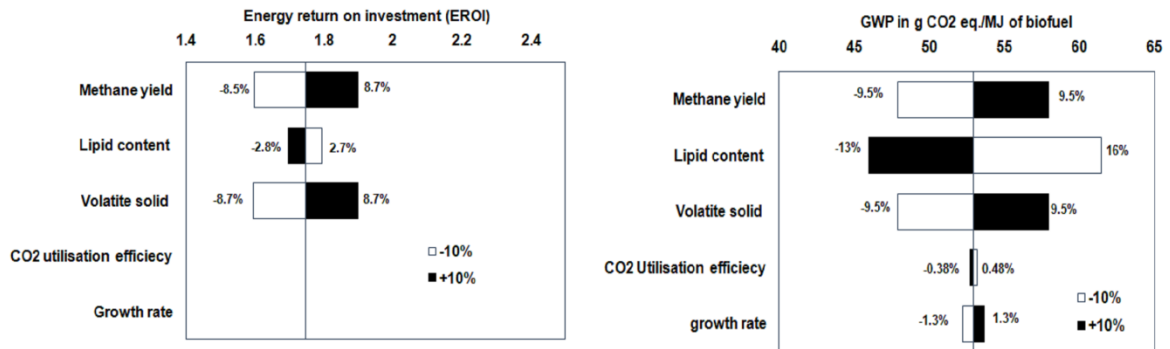 Energy return on investment (EROI)
1.4 1.6 1.8 2 2.2 2.4
Methane yield -8.5% 8.7%
Lipid content -2.8% 2.7%
Volatite solid -8.7% 8.7%
CO2 utilisation efficiecy
-10%
+10%
Growth rate
GWP in g CO2 eq./MJ of biofuel
40 45 50 55 60 65
Methane yield -9.5% 9.5%
Lipid content -13% 16%
Volatite solid -9.5% 9.5%
CO2 Utilisation efficiecy -0.38% 0.48%
-10%
growth rate -1.3% 1.3%
+10%